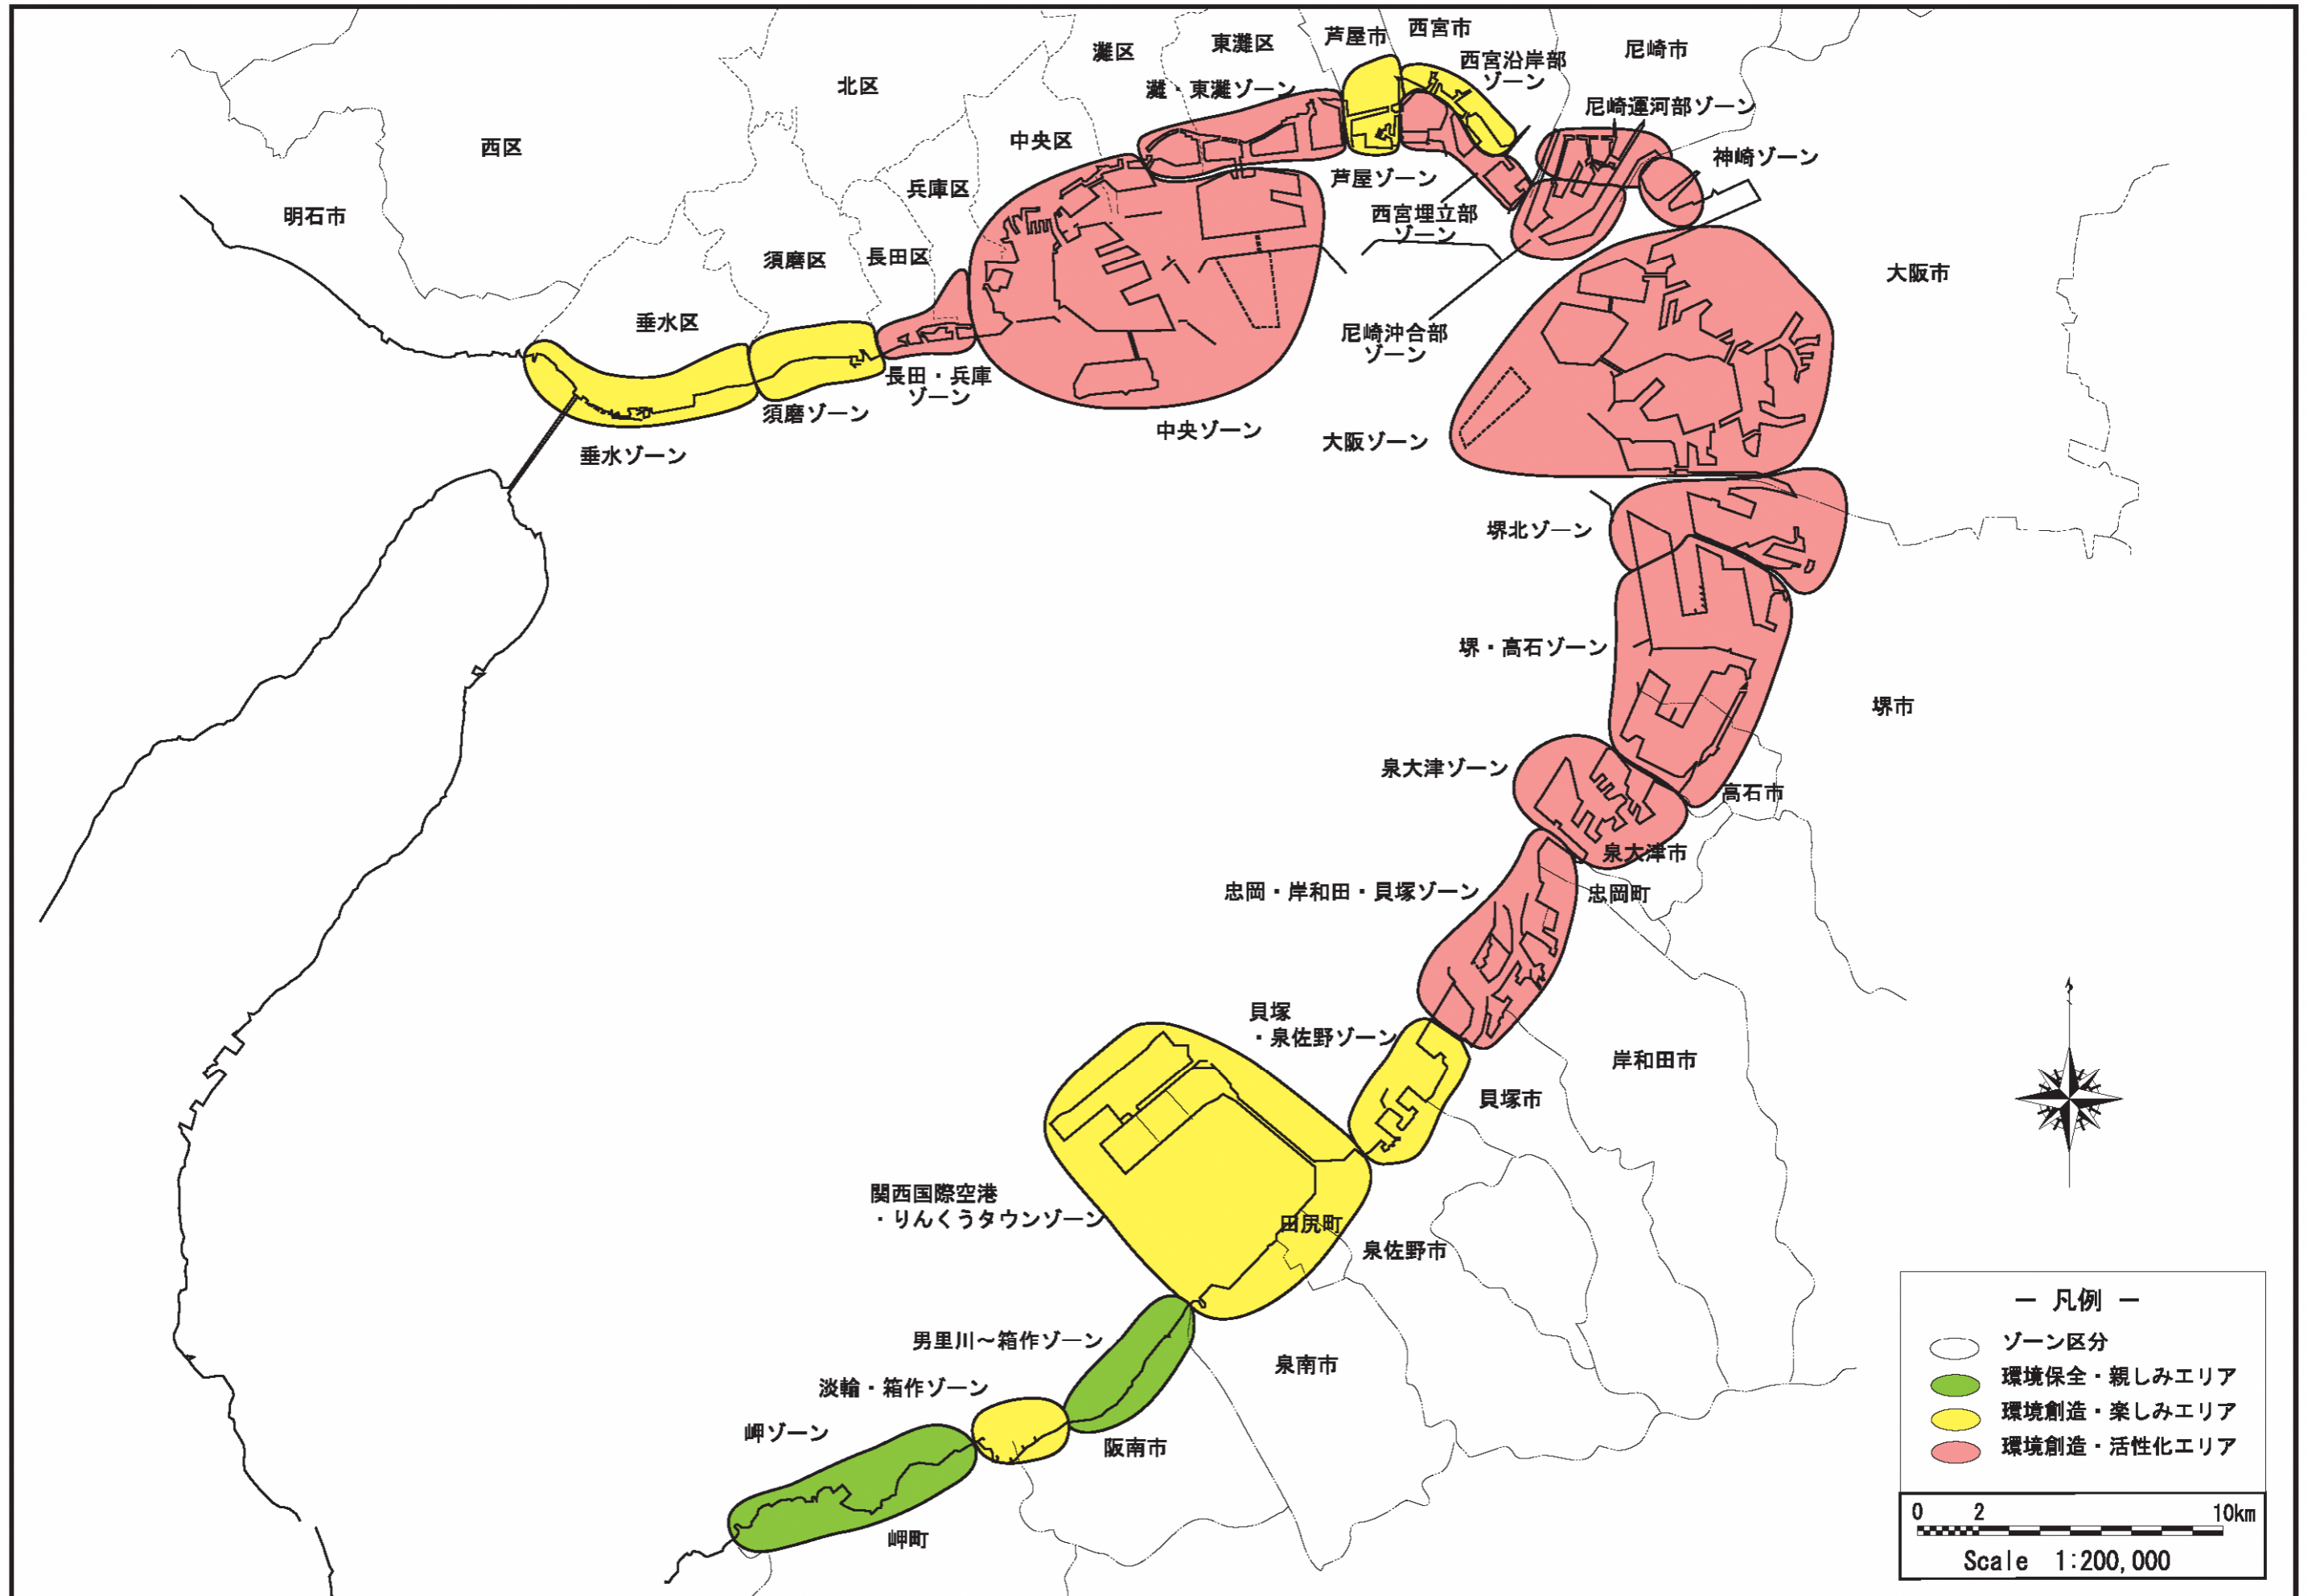 灘区
東灘区
芦屋市
西宮市
尼崎市
西宮沿岸部
ゾーン
北区
灘・東灘ゾーン
尼崎運河部ゾーン
西区
中央区
神崎ゾーン
兵庫区
芦屋ゾーン
明石市
西宮埋立部
ゾーン
須磨区
長田区
大阪市
垂水区
尼崎沖合部
ゾーン
長田・兵庫
ゾーン
須磨ゾーン
中央ゾーン
大阪ゾーン
垂水ゾーン
堺北ゾーン
堺・高石ゾーン
堺市
泉大津ゾーン
高石市
泉大津市
忠岡・岸和田・貝塚ゾーン
忠岡町
貝塚
・泉佐野ゾーン
岸和田市
貝塚市
関西国際空港
・りんくうタウンゾーン
田尻町
泉佐野市
男里川～箱作ゾーン
泉南市
淡輪・箱作ゾーン
岬ゾーン
阪南市
岬町
― 凡例 ―
ゾーン区分
環境保全・親しみエリア
環境創造・楽しみエリア
環境創造・活性化エリア
0 2 10km
Scale 1:200,000